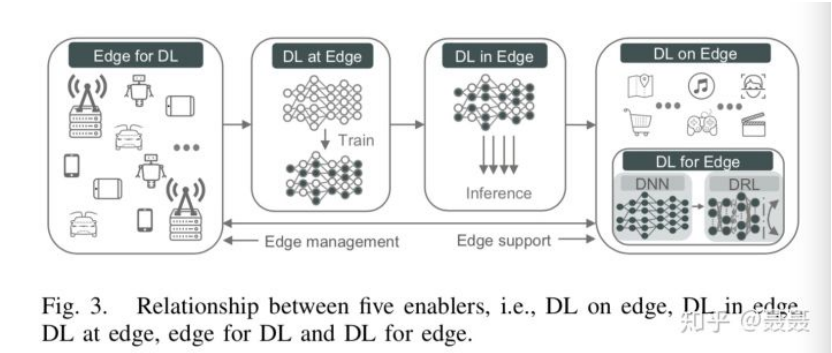 Edge for DL
DL at Edge
Train
DL in Edge
Inference
DL on Edge
DL for Edge
DNN
DRL
Edge management
Edge support
Fig. 3. Relationship between five enablers, i.e., DL on edge, DL in edge,
DL at edge, edge for DL and DL for edge.
知乎 @聂聂